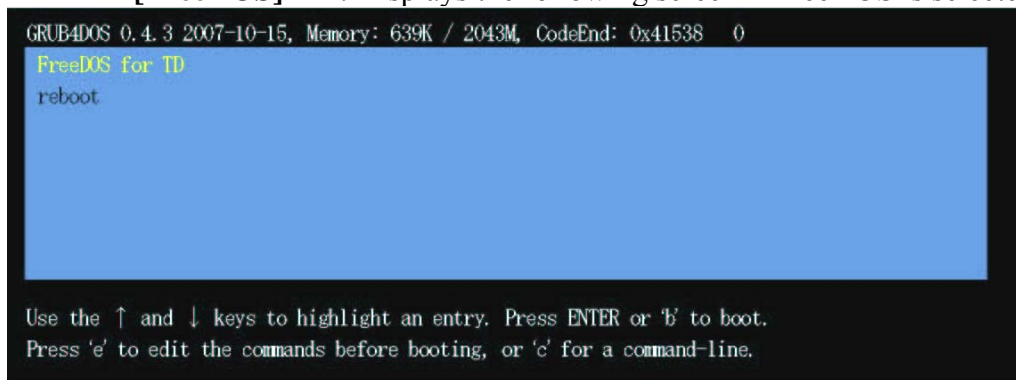 GRUB4DOS 0.4.3 2007-10-15, Memory: 639K / 2043M, CodeEnd: 0x41538 0
FreeDOS for TD
reboot
Use the ↑ and ↓ keys to highlight an entry. Press ENTER or 'b' to boot.
Press 'e' to edit the commands before booting, or 'c' for a command-line.